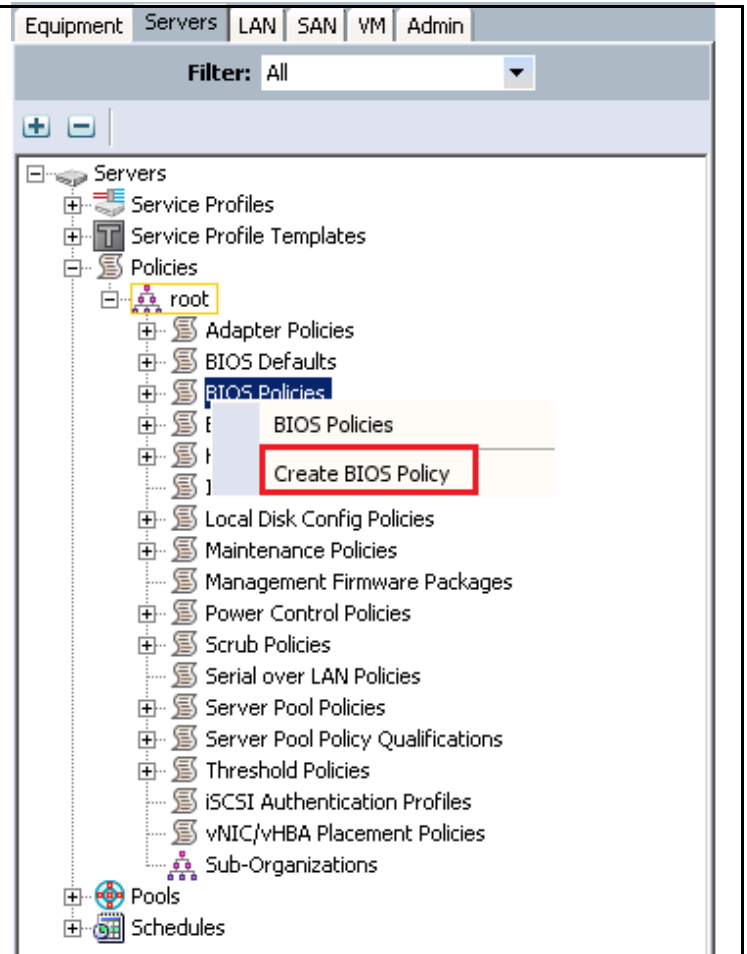 Equipment Servers LAN SAN VM Admin
Filter: All
Servers
Service Profiles
T Service Profile Templates
Policies
root
Adapter Policies
BIOS Defaults
BIOS Policies
BIOS Policies
Create BIOS Policy
Local Disk Config Policies
Maintenance Policies
Management Firmware Packages
Power Control Policies
Scrub Policies
Serial over LAN Policies
Server Pool Policies
Server Pool Policy Qualifications
Threshold Policies
iSCSI Authentication Profiles
vNIC/vHBA Placement Policies
Sub-Organizations
Pools
Schedules